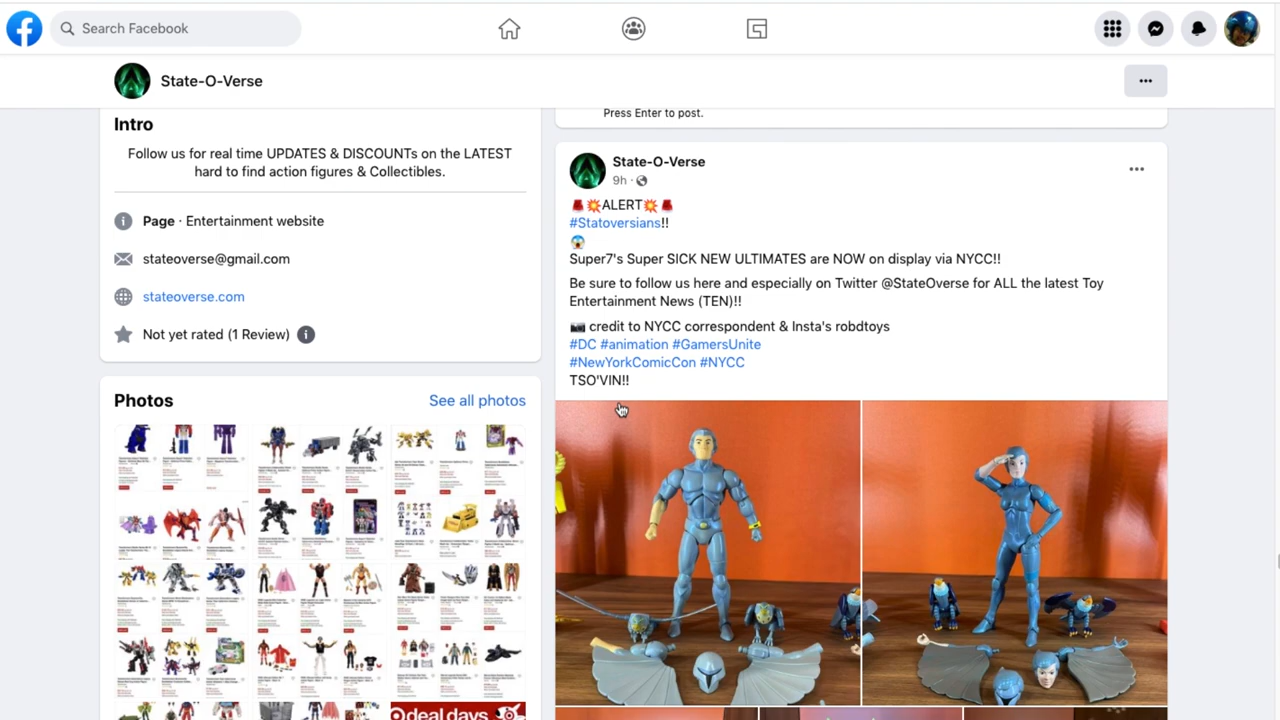 Search Facebook
State-O-Verse
Intro
Follow us for real time UPDATES & DISCOUNTs on the LATEST
hard to find action figures & Collectibles.
Page · Entertainment website
stateoverse@gmail.com
stateoverse.com
Not yet rated (1 Review)
Photos
See all photos
deal days
Press Enter to post.
State-O-Verse
9h ·
🧥💥ALERT💥🧥
#Statoversians!!
😱
Super7's Super SICK NEW ULTIMATES are NOW on display via NYCC!!
Be sure to follow us here and especially on Twitter @StateOverse for ALL the latest Toy
Entertainment News (TEN)!!
📷 credit to NYCC correspondent & Insta's robdtoys
#DC #animation #GamersUnite
#NewYorkComicCon #NYCC
TSO'VIN!!